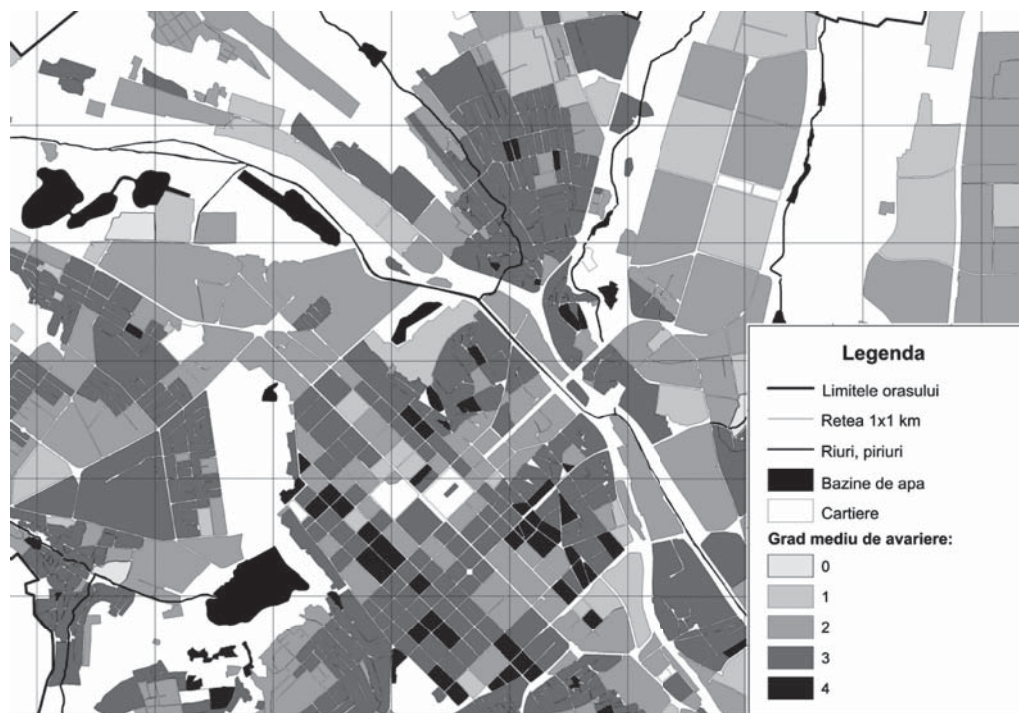 Legenda
Limitele orasului
Retea 1x1 km
Riuri, piriuri
Bazine de apa
Cartiere
Grad mediu de avariere:
0
1
2
3
4